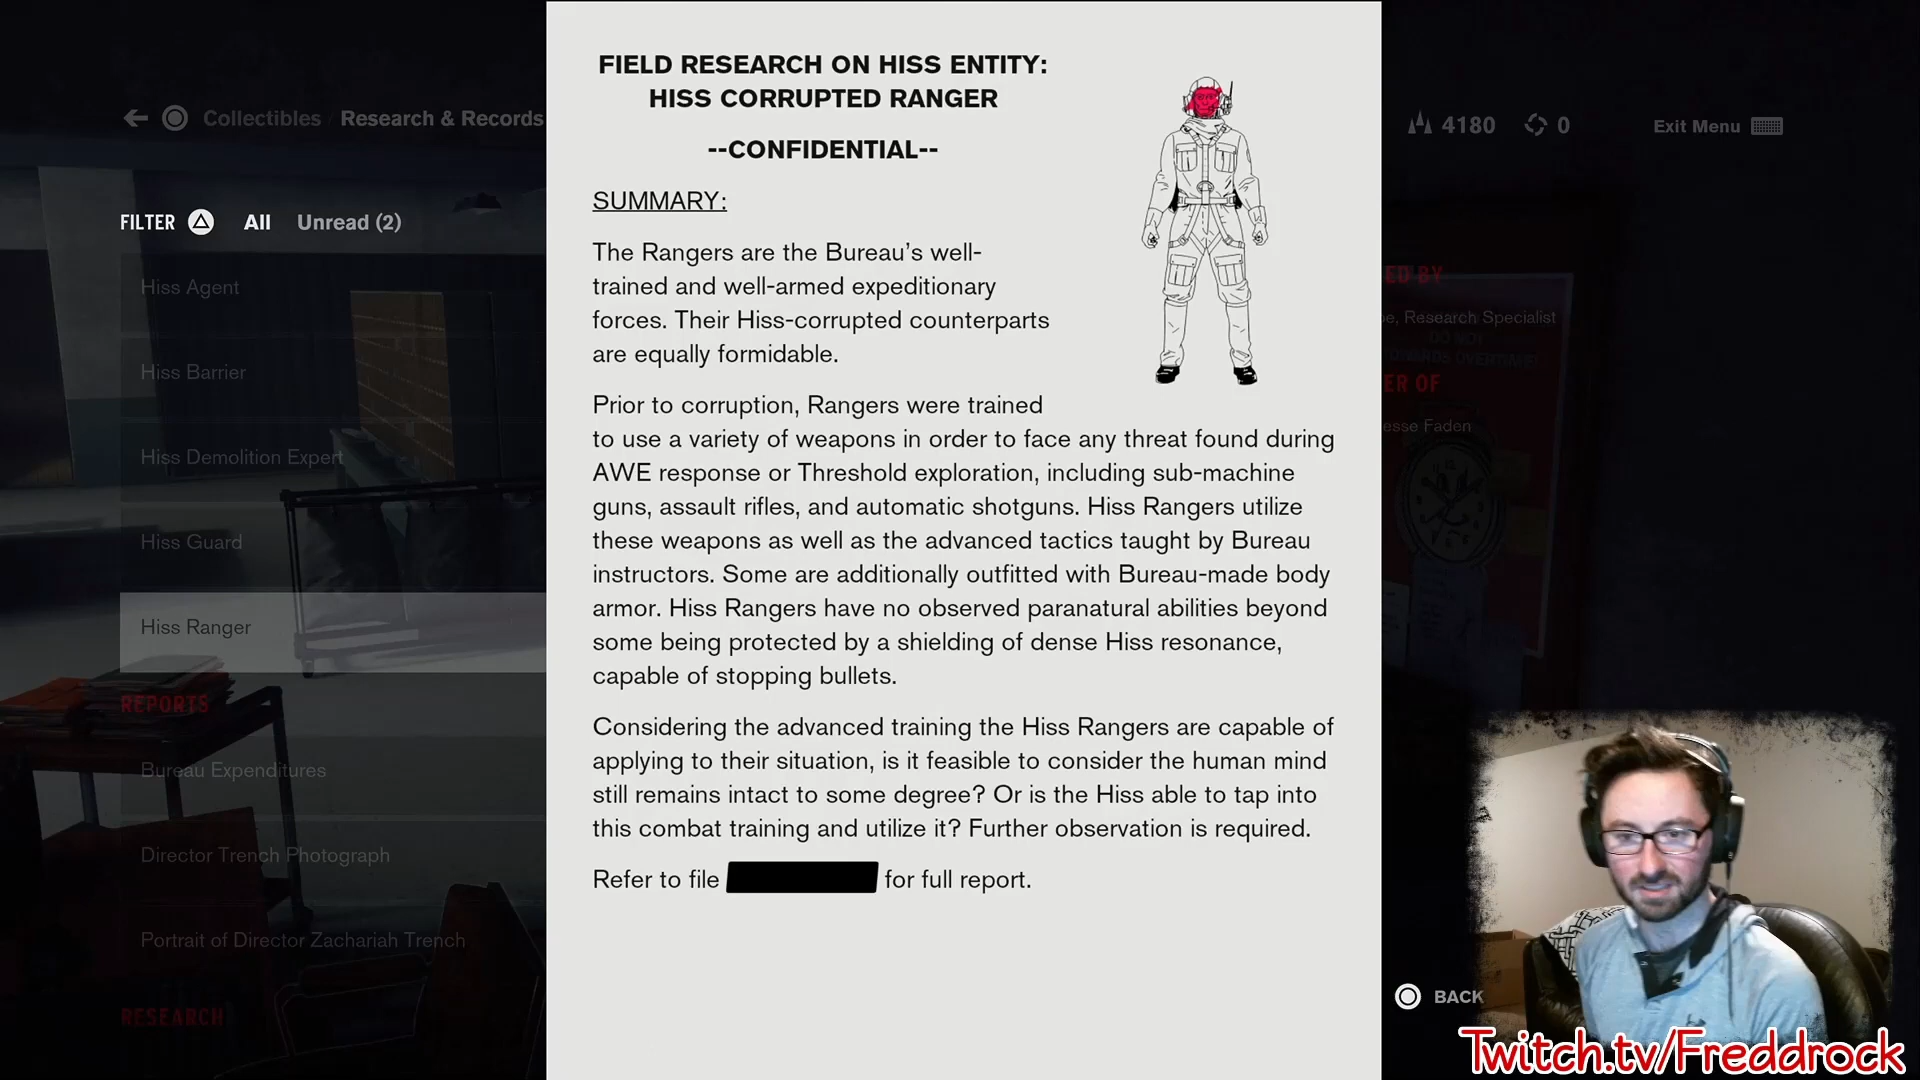 Collectibles Research & Records
4180
0
Exit Menu
FILTER All Unread (2)
Hiss Agent
Hiss Barrier
Hiss Demolition Expert
Hiss Guard
Hiss Ranger
REPORTS
Bureau Expenditures
Director Trench Photograph
Portrait of Director Zachariah Trench
RESEARCH
FIELD RESEARCH ON HISS ENTITY:
HISS CORRUPTED RANGER
--CONFIDENTIAL--
SUMMARY:
The Rangers are the Bureau's well-
trained and well-armed expeditionary
forces. Their Hiss-corrupted counterparts
are equally formidable.
Prior to corruption, Rangers were trained
to use a variety of weapons in order to face any threat found during
AWE response or Threshold exploration, including sub-machine
guns, assault rifles, and automatic shotguns. Hiss Rangers utilize
these weapons as well as the advanced tactics taught by Bureau
instructors. Some are additionally outfitted with Bureau-made body
armor. Hiss Rangers have no observed paranatural abilities beyond
some being protected by a shielding of dense Hiss resonance,
capable of stopping bullets.
Considering the advanced training the Hiss Rangers are capable of
applying to their situation, is it feasible to consider the human mind
still remains intact to some degree? Or is the Hiss able to tap into
this combat training and utilize it? Further observation is required.
Refer to file for full report.
ED BY
, Research Specialist
DO NOT
TOWARDS OVERTIME!
ER OF
esse Faden
BACK
Twitch.tv/Freddrock